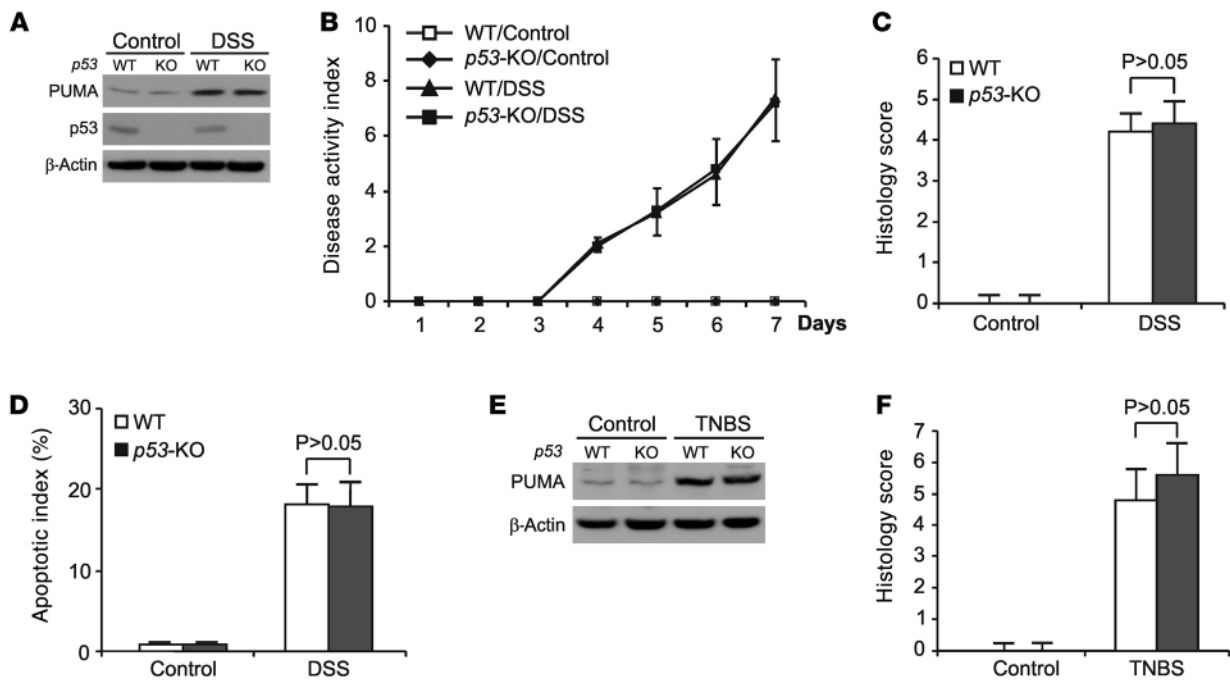 A
Control DSS
p53 WT KO WT KO
PUMA
p53
β-Actin
B
Disease activity index
10
8
6
4
2
0
WT/Control
p53-KO/Control
WT/DSS
p53-KO/DSS
1 2 3 4 5 6 7 Days
C
Histology score
6
5
4
3
2
1
0
WT
p53-KO
P>0.05
Control DSS
D
Apoptotic index (%)
30
20
10
0
WT
p53-KO
P>0.05
Control DSS
E
Control TNBS
p53 WT KO WT KO
PUMA
β-Actin
F
Histology score
7
6
5
4
3
2
1
0
P>0.05
Control TNBS